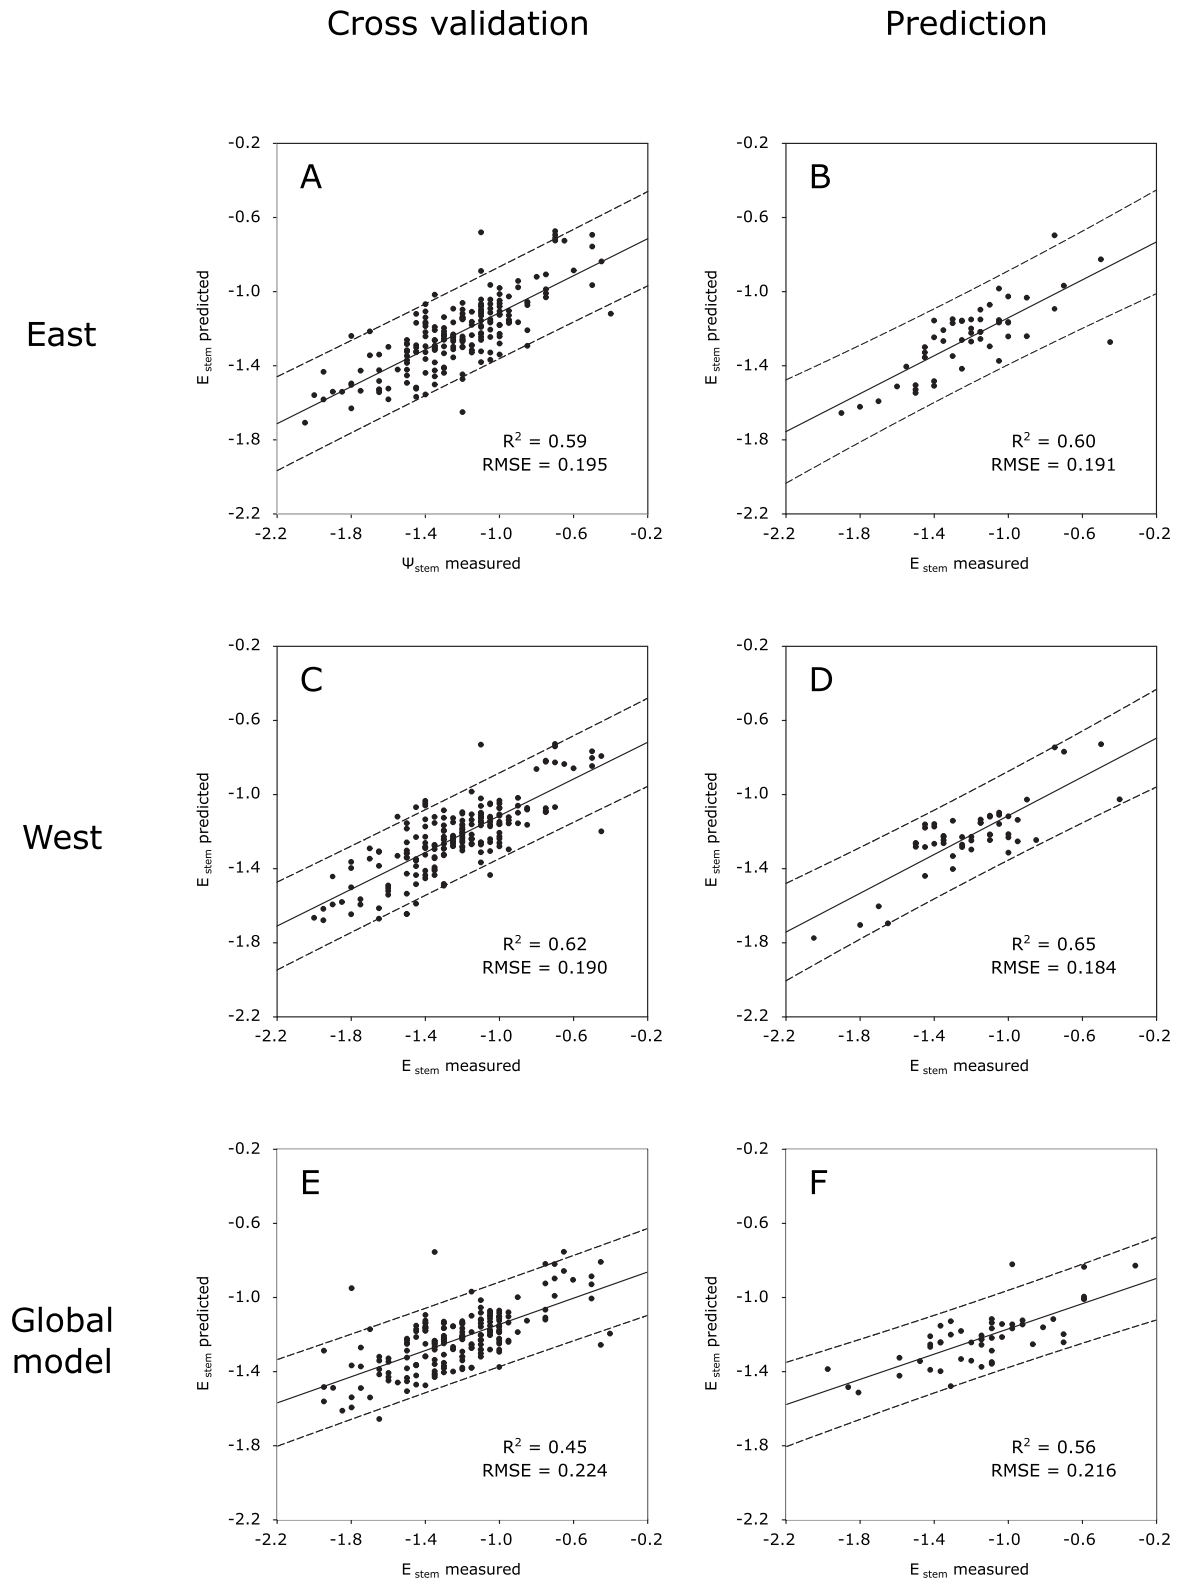 Cross validation
Prediction
East
A
-0.2
-0.6
-1.0
-1.4
-1.8
-2.2
E stem predicted
R² = 0.59
RMSE = 0.195
-2.2 -1.8 -1.4 -1.0 -0.6 -0.2
Ψstem measured
B
-0.2
-0.6
-1.0
-1.4
-1.8
-2.2
E stem predicted
R² = 0.60
RMSE = 0.191
-2.2 -1.8 -1.4 -1.0 -0.6 -0.2
E stem measured
West
C
-0.2
-0.6
-1.0
-1.4
-1.8
-2.2
E stem predicted
R² = 0.62
RMSE = 0.190
-2.2 -1.8 -1.4 -1.0 -0.6 -0.2
E stem measured
D
-0.2
-0.6
-1.0
-1.4
-1.8
-2.2
E stem predicted
R² = 0.65
RMSE = 0.184
-2.2 -1.8 -1.4 -1.0 -0.6 -0.2
E stem measured
Global
model
E
-0.2
-0.6
-1.0
-1.4
-1.8
-2.2
E stem predicted
R² = 0.45
RMSE = 0.224
-2.2 -1.8 -1.4 -1.0 -0.6 -0.2
E stem measured
F
-0.2
-0.6
-1.0
-1.4
-1.8
-2.2
E stem predicted
R² = 0.56
RMSE = 0.216
-2.2 -1.8 -1.4 -1.0 -0.6 -0.2
E stem measured